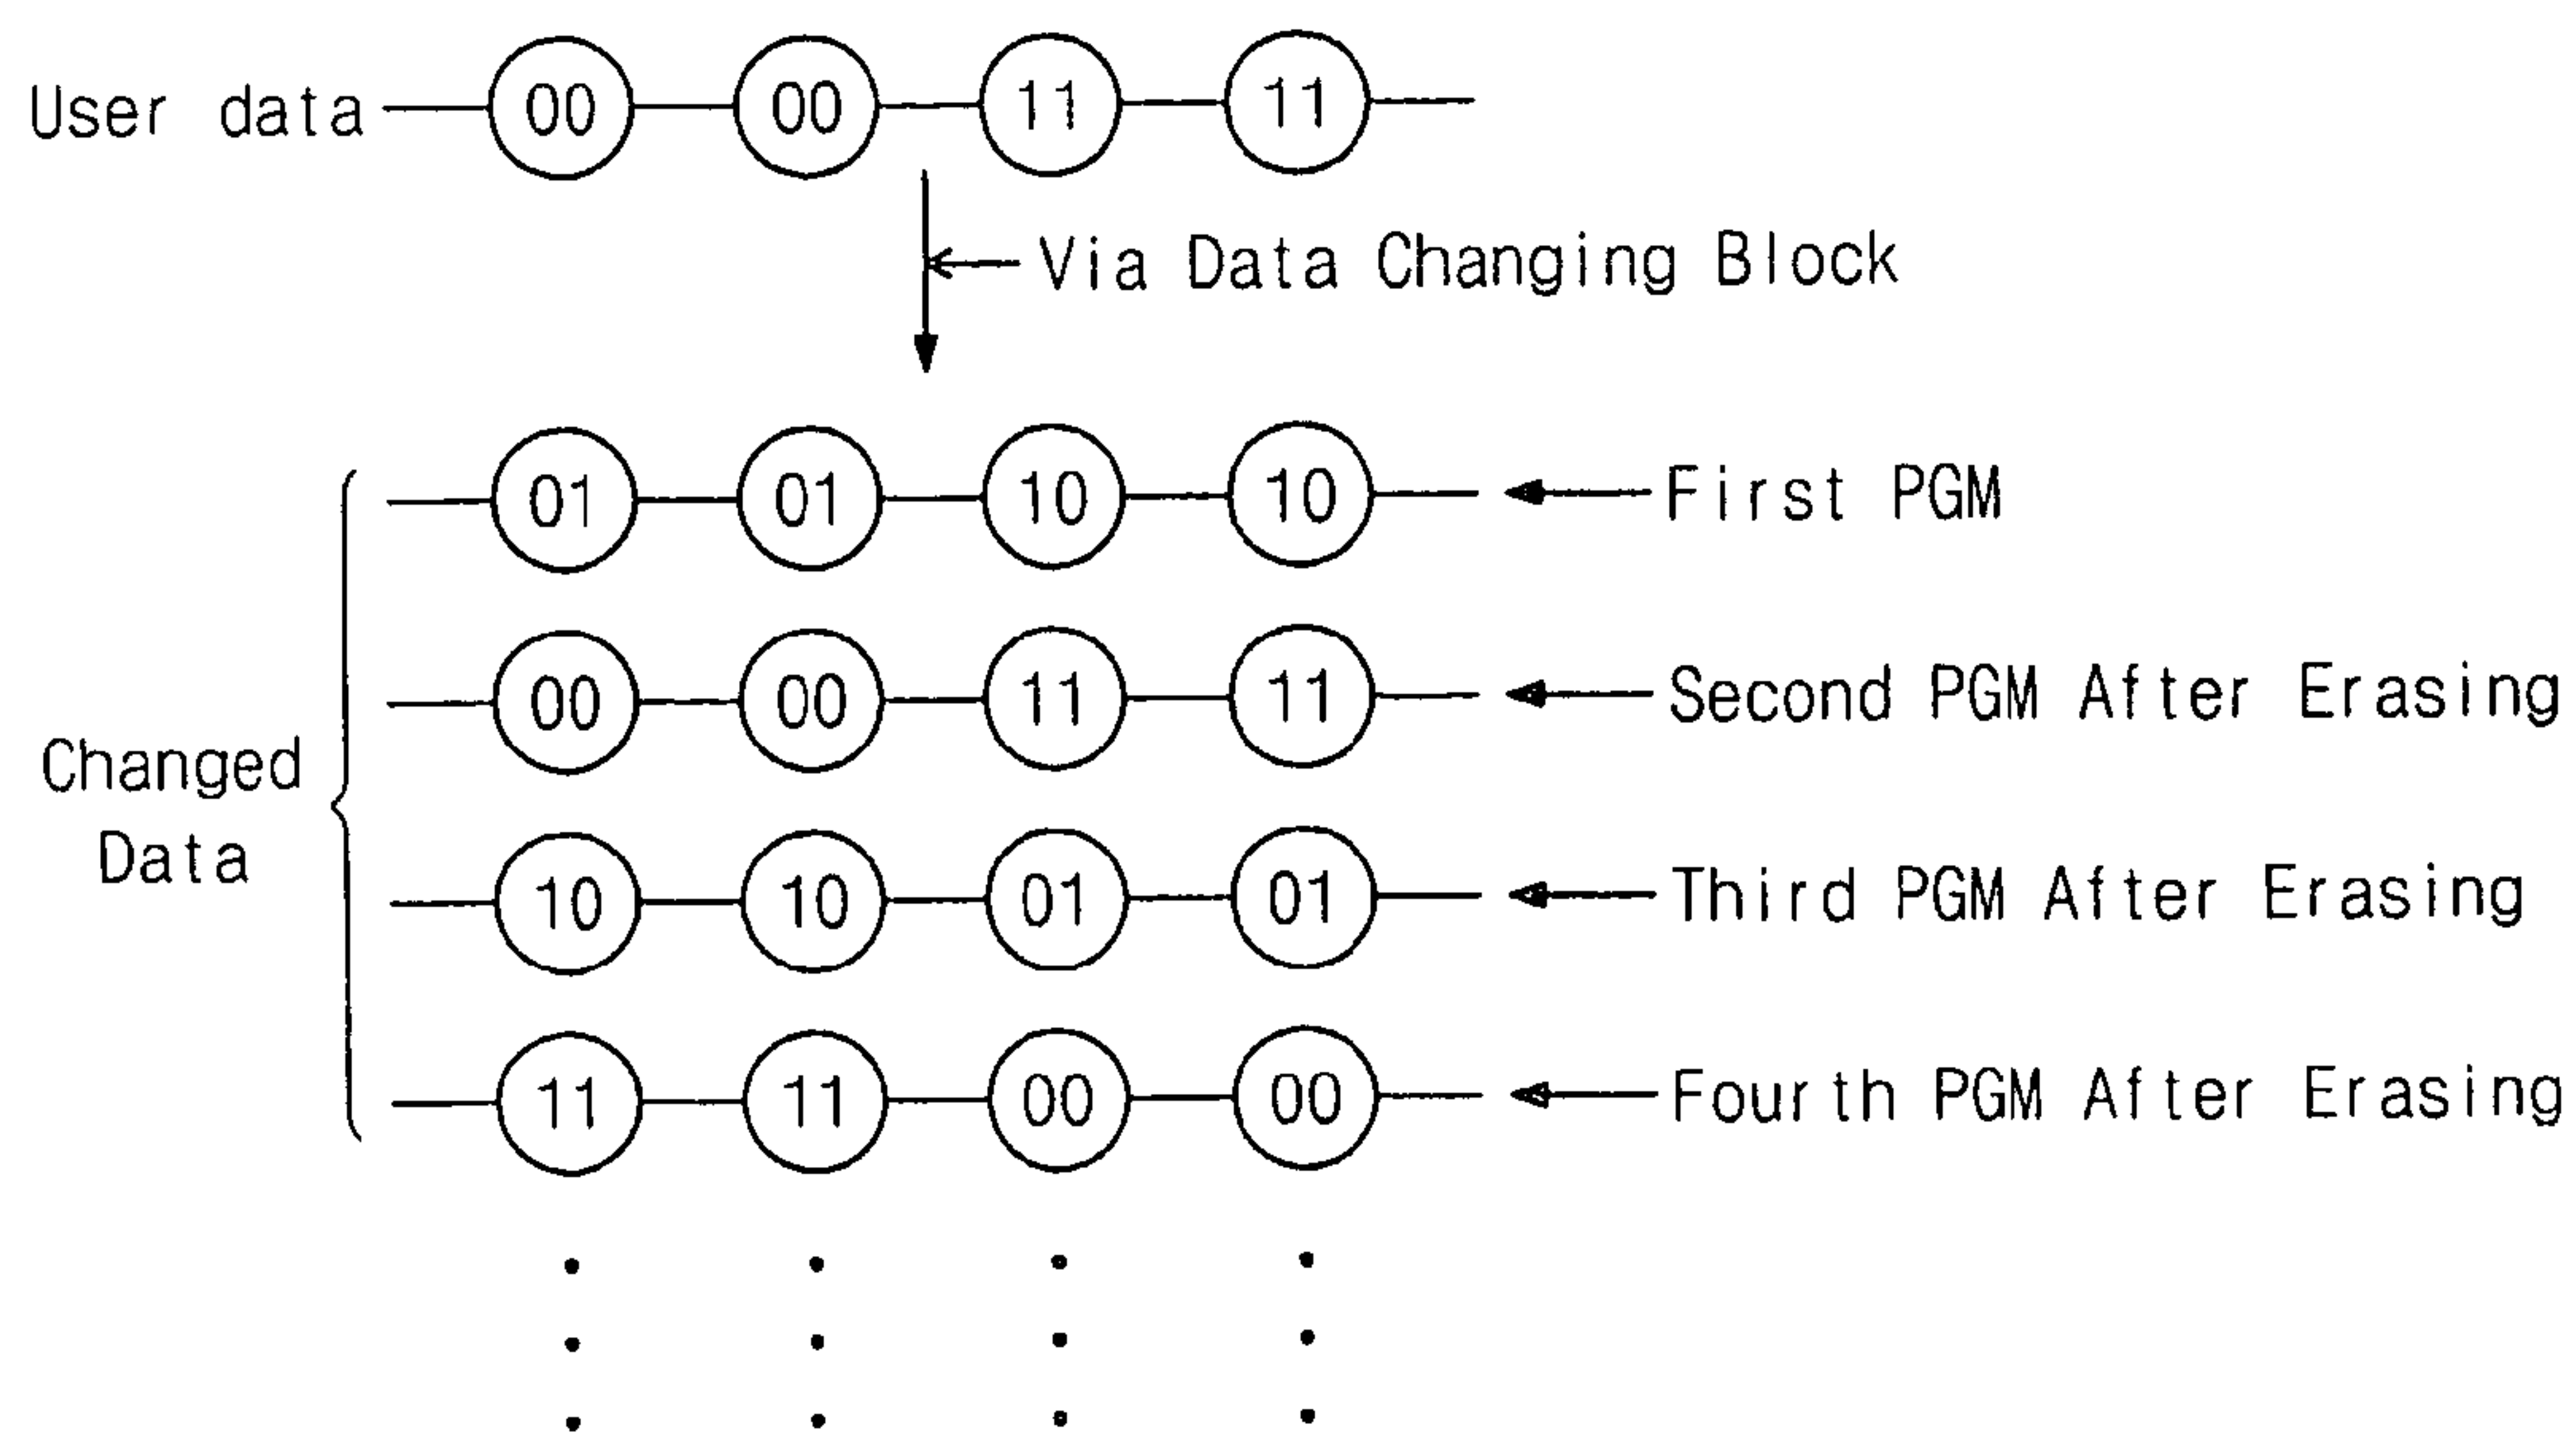 User data 00 00 11 11
Via Data Changing Block
01 01 10 10 First PGM
00 00 11 11 Second PGM After Erasing
Changed
Data
10 10 01 01 Third PGM After Erasing
11 11 00 00 Fourth PGM After Erasing